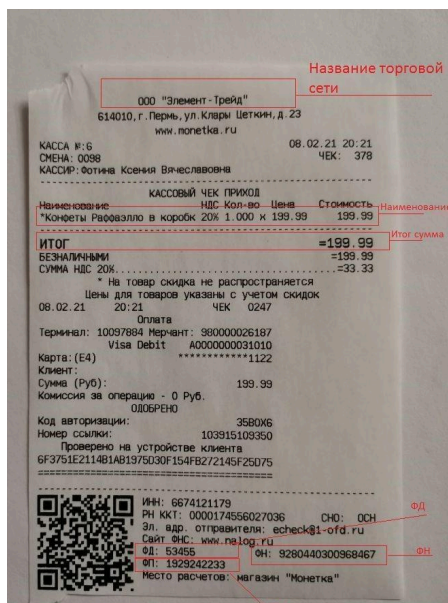 Название торговой
сети
ООО "Элемент-Трейд"
614010,г.Пермь,ул.Клары Цеткин,д.23
www.monetka.ru
КАССА №:6 08.02.21 20:21
СМЕНА: 0098 ЧЕК: 378
КАССИР:Фотина Ксения Вячеславовна
КАССОВЫЙ ЧЕК ПРИХОД
Наименование НДС Кол-во Цена Стоимость
*Конфеты Раффаэлло в коробк 20% 1.000 x 199.99 199.99
Наименование
ИТОГ =199.99
Итог сумма
БЕЗНАЛИЧНЫМИ =199.99
СУММА НДС 20%......=33.33
* На товар скидка не распространяется
Цены для товаров указаны с учетом скидок
08.02.21 20:21 ЧЕК 0247
Оплата
Терминал: 10097884 Мерчант: 980000026187
Visa Debit A0000000031010
Карта:(E4) ************1122
Клиент:
Сумма (Руб): 199.99
Комиссия за операцию - 0 Руб.
ОДОБРЕНО
Код авторизации: 35B0X6
Номер ссылки: 103915109350
Проверено на устройстве клиента
6F3751E2114B1AB1975D30F154FB272145F25D75
ИНН: 6674121179
РН ККТ: 0000174556027036 СНО: ОСН
Эл. адр. отправителя: echeck@1-ofd.ru
Сайт ФНС: www.nalog.ru
ФД
ФД: 53455 ФН: 9280440300968467
ФН
ФП: 1929242233
Место расчетов: магазин "Монетка"